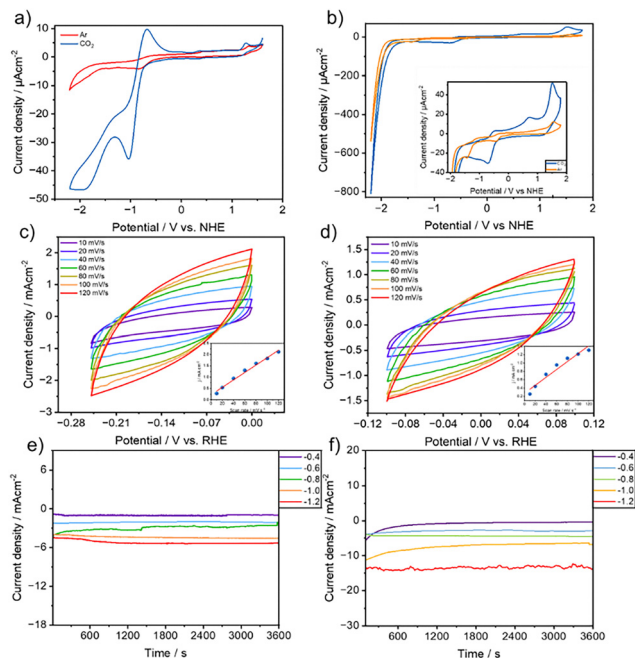 a)
Ar
CO₂
Current density / µAcm⁻²
10
0
−10
−20
−30
−40
−50
−2
−1
0
1
2
Potential / V vs. NHE
b)
Current density / µAcm⁻²
0
−200
−400
−600
−800
Current density / µAcm⁻²
40
20
0
−20
−40
−2
−1
0
1
2
Potential / V vs NHE
CO₂
Ar
−2
0
2
Potential / V vs NHE
c)
10 mV/s
20 mV/s
40 mV/s
60 mV/s
80 mV/s
100 mV/s
120 mV/s
Current density / mAcm⁻²
2
1
0
−1
−2
−3
−0.28
−0.21
−0.14
−0.07
0.00
Potential / V vs. RHE
d)
10 mV/s
20 mV/s
40 mV/s
60 mV/s
80 mV/s
100 mV/s
120 mV/s
Current density / mAcm⁻²
1.5
1.0
0.5
0.0
−0.5
−1.0
−1.5
−0.12
−0.08
−0.04
0.00
0.04
0.08
0.12
Potential / V vs. RHE
e)
-0.4
-0.6
-0.8
-1.0
-1.2
Current density / mAcm⁻²
6
0
−6
−12
−18
600
1200
1800
2400
3000
3600
Time / s
f)
-0.4
-0.6
-0.8
-1.0
-1.2
Current density / mAcm⁻²
30
20
10
0
−10
−20
−30
600
1200
1800
2400
3000
3600
Time / s